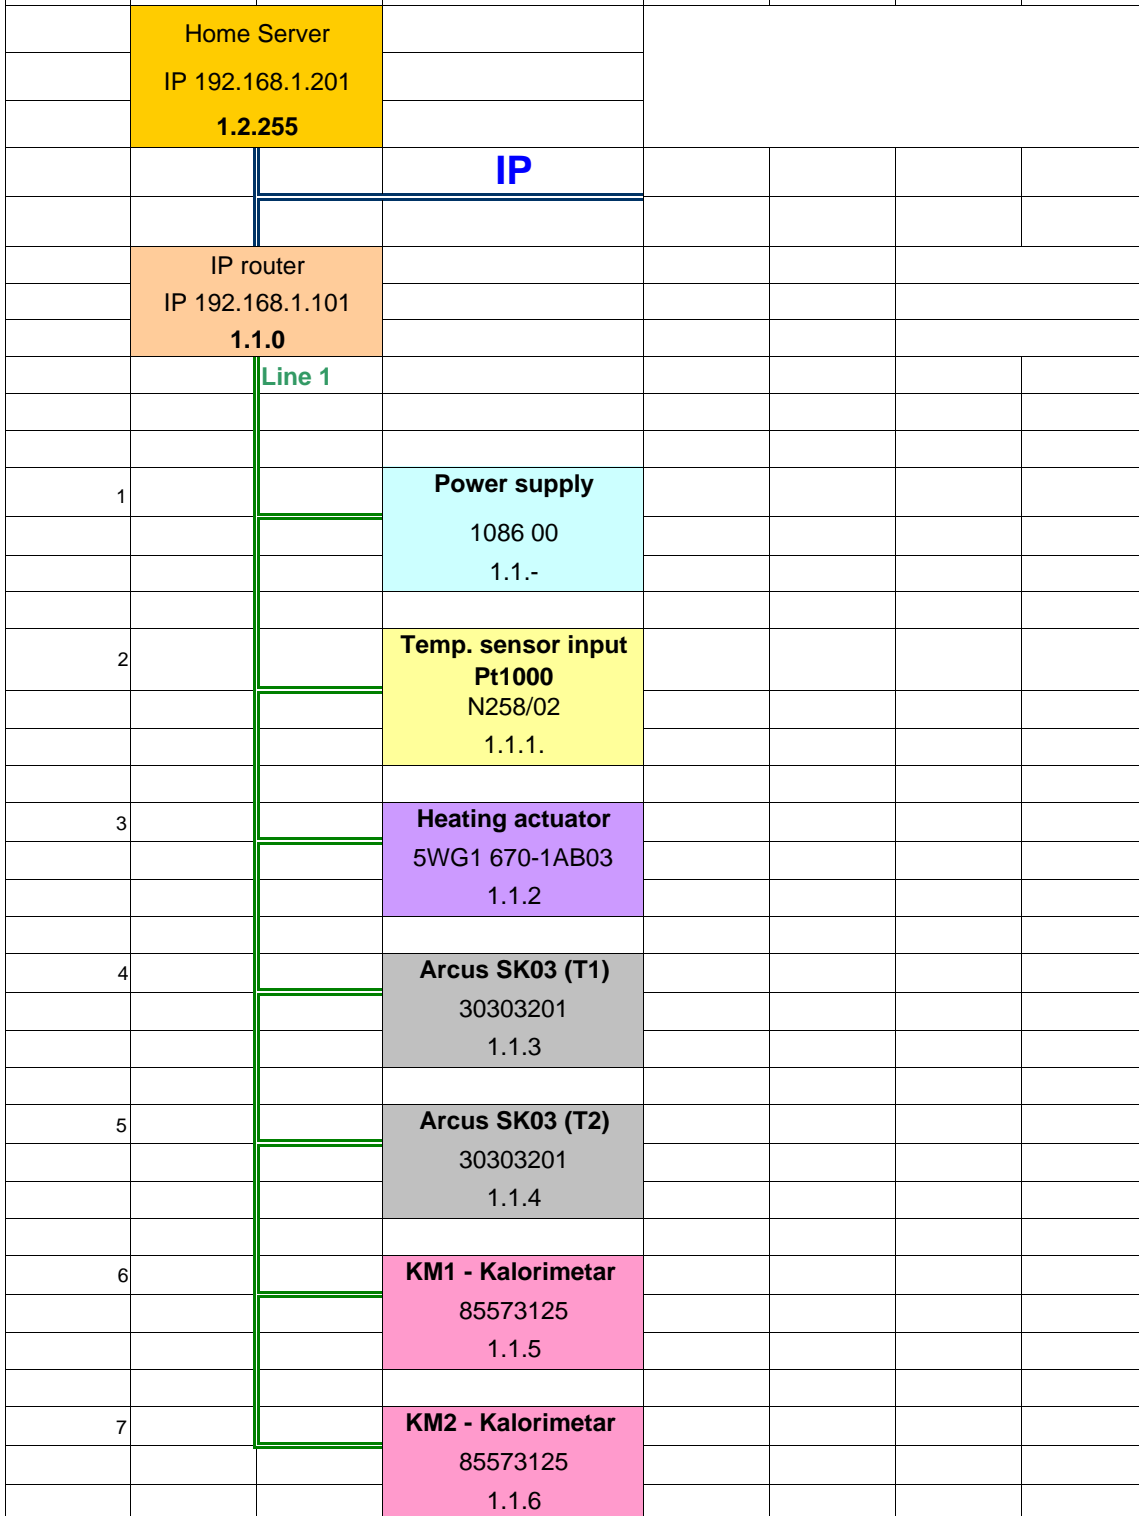 Home Server
IP 192.168.1.201
1.2.255
IP
IP router
IP 192.168.1.101
1.1.0
Line 1
1
Power supply
1086 00
1.1.-
2
Temp. sensor input
Pt1000
N258/02
1.1.1.
3
Heating actuator
5WG1 670-1AB03
1.1.2
4
Arcus SK03 (T1)
30303201
1.1.3
5
Arcus SK03 (T2)
30303201
1.1.4
6
KM1 - Kalorimetar
85573125
1.1.5
7
KM2 - Kalorimetar
85573125
1.1.6